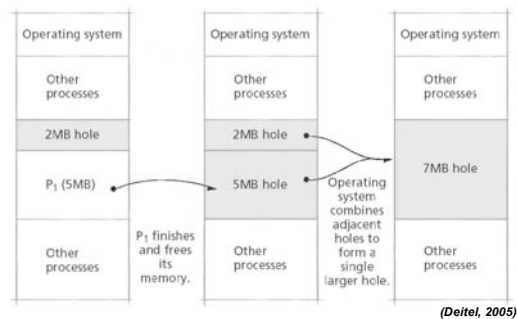 Operating system
Other
processes
2MB hole
P1 (5MB)
Other
processes
P1 finishes
and frees
its
memory.
Operating system
Other
processes
2MB hole
5MB hole
Other
processes
Operating
system
combines
adjacent
holes to
form a
single
larger hole.
Operating system
Other
processes
7MB hole
Other
processes
(Deitel, 2005)